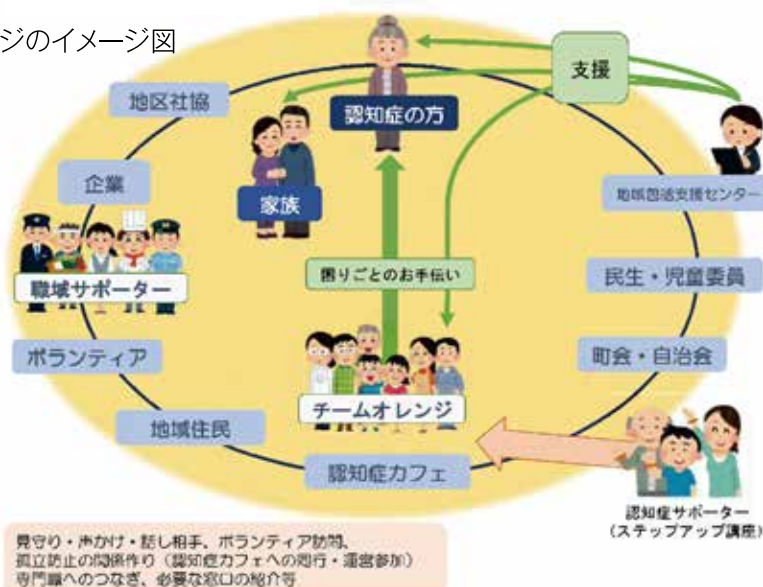 ジのイメージ図
支援
地区社協
認知症の方
企業
家族
地域包括支援センター
職域サポーター
困りごとのお手伝い
民生・児童委員
ボランティア
町会・自治会
チームオレンジ
地域住民
認知症カフェ
認知症サポーター
(ステップアップ講座)
見守り・声かけ・話し相手、ボランティア訪問、
孤立防止の関係作り(認知症カフェへの同行・運営参加)
専門職へのつなぎ、必要な窓口の紹介等